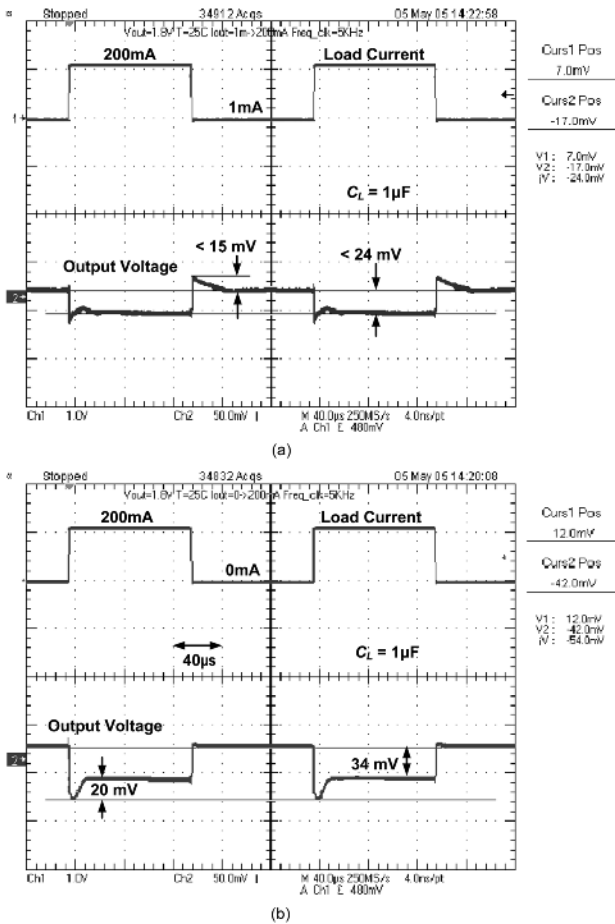 Stopped 34912 Acqs 05 May 05 14:22:58
Vout=1.8V T=25C Iout=1m->200mA Freq_clk=5KHz
200mA Load Current
1mA
Curs1 Pos
7.0mV
Curs2 Pos
-17.0mV
V1: 7.0mV
V2: -17.0mV
-24.0mV
1
CL = 1µF
< 15 mV
< 24 mV
Output Voltage
2
Ch1 1.0V Ch2 50.0mV M 40.0µs 250MS/s 4.0ns/pt
A Ch1 480mV
(a)
Stopped 34832 Acqs 05 May 05 14:20:08
Vout=1.8V T=25C Iout=0->200mA Freq_clk=5KHz
200mA Load Current
0mA
Curs1 Pos
12.0mV
Curs2 Pos
-42.0mV
V1: 12.0mV
V2: -42.0mV
-54.0mV
40µs
CL = 1µF
Output Voltage
34 mV
20 mV
2
Ch1 1.0V Ch2 50.0mV M 40.0µs 250MS/s 4.0ns/pt
A Ch1 480mV
(b)